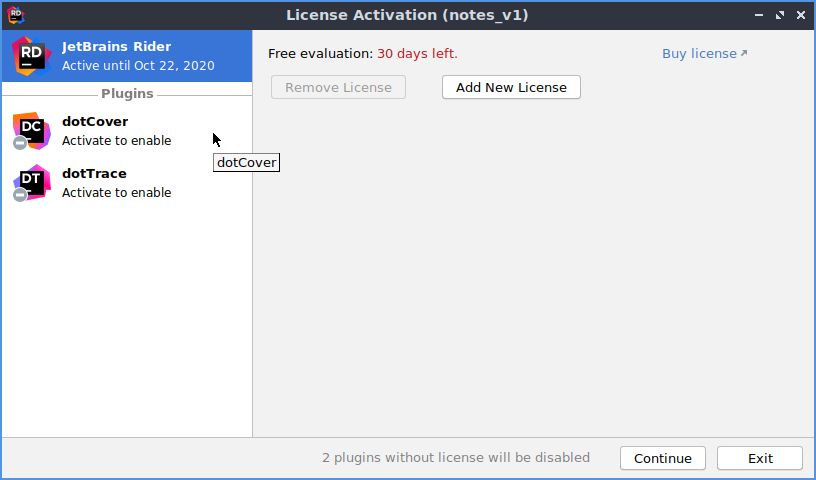 RD
License Activation (notes_v1)
RD
JetBrains Rider
Active until Oct 22, 2020
Plugins
DC
dotCover
Activate to enable
dotCover
DT
dotTrace
Activate to enable
Free evaluation: 30 days left.
Buy license
Remove License
Add New License
2 plugins without license will be disabled
Continue
Exit